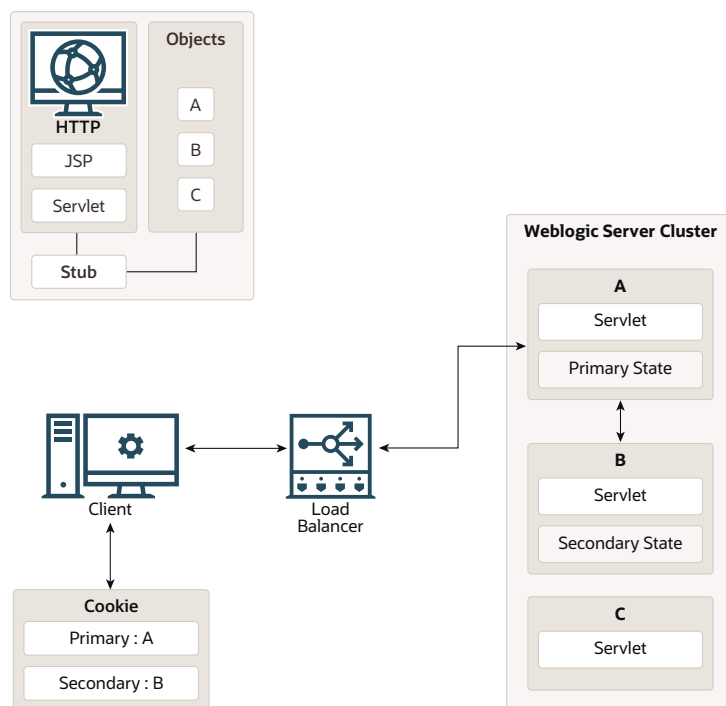 HTTP
JSP
Servlet
Objects
A
B
C
Stub
Weblogic Server Cluster
A
Servlet
Primary State
B
Servlet
Secondary State
C
Servlet
Client
Load
Balancer
Cookie
Primary : A
Secondary : B